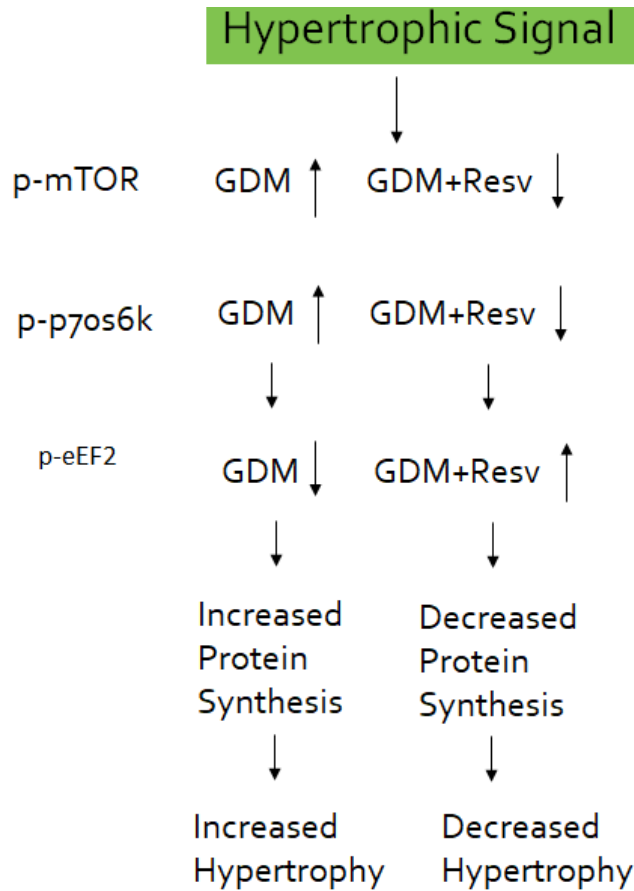 Hypertrophic Signal
p-mTOR GDM GDM+Resv
p-p70s6k GDM GDM+Resv
p-eEF2 GDM GDM+Resv
Increased Decreased
Protein Protein
Synthesis Synthesis
Increased Decreased
Hypertrophy Hypertrophy